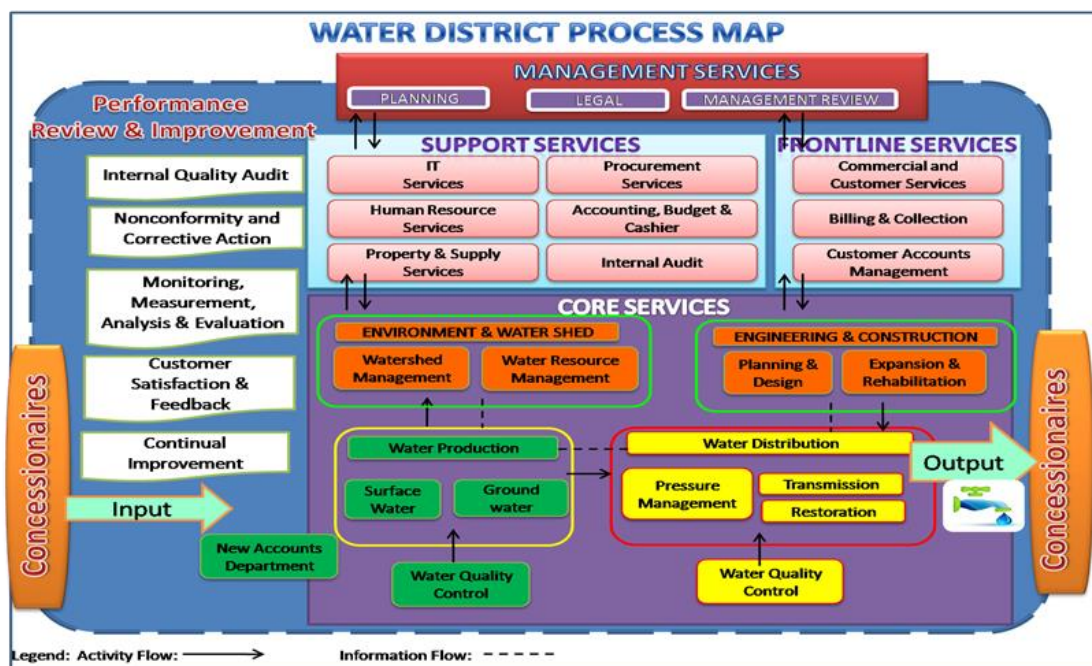 WATER DISTRICT PROCESS MAP
MANAGEMENT SERVICES
PLANNING
LEGAL
MANAGEMENT REVIEW
Performance
Review & Improvement
Internal Quality Audit
Nonconformity and
Corrective Action
Monitoring,
Measurement,
Analysis & Evaluation
Customer
Satisfaction &
Feedback
Continual
Improvement
SUPPORT SERVICES
IT
Services
Procurement
Services
Human Resource
Services
Accounting, Budget &
Cashier
Property & Supply
Services
Internal Audit
FRONTLINE SERVICES
Commercial and
Customer Services
Billing & Collection
Customer Accounts
Management
CORE SERVICES
ENVIRONMENT & WATER SHED
Watershed
Management
Water Resource
Management
ENGINEERING & CONSTRUCTION
Planning &
Design
Expansion &
Rehabilitation
Water Production
Surface
Water
Ground
water
Water Quality
Control
Water Distribution
Pressure
Management
Transmission
Restoration
Water Quality
Control
Concessionaires
Input
New Accounts
Department
Output
Concessionaires
Legend: Activity Flow:
Information Flow: